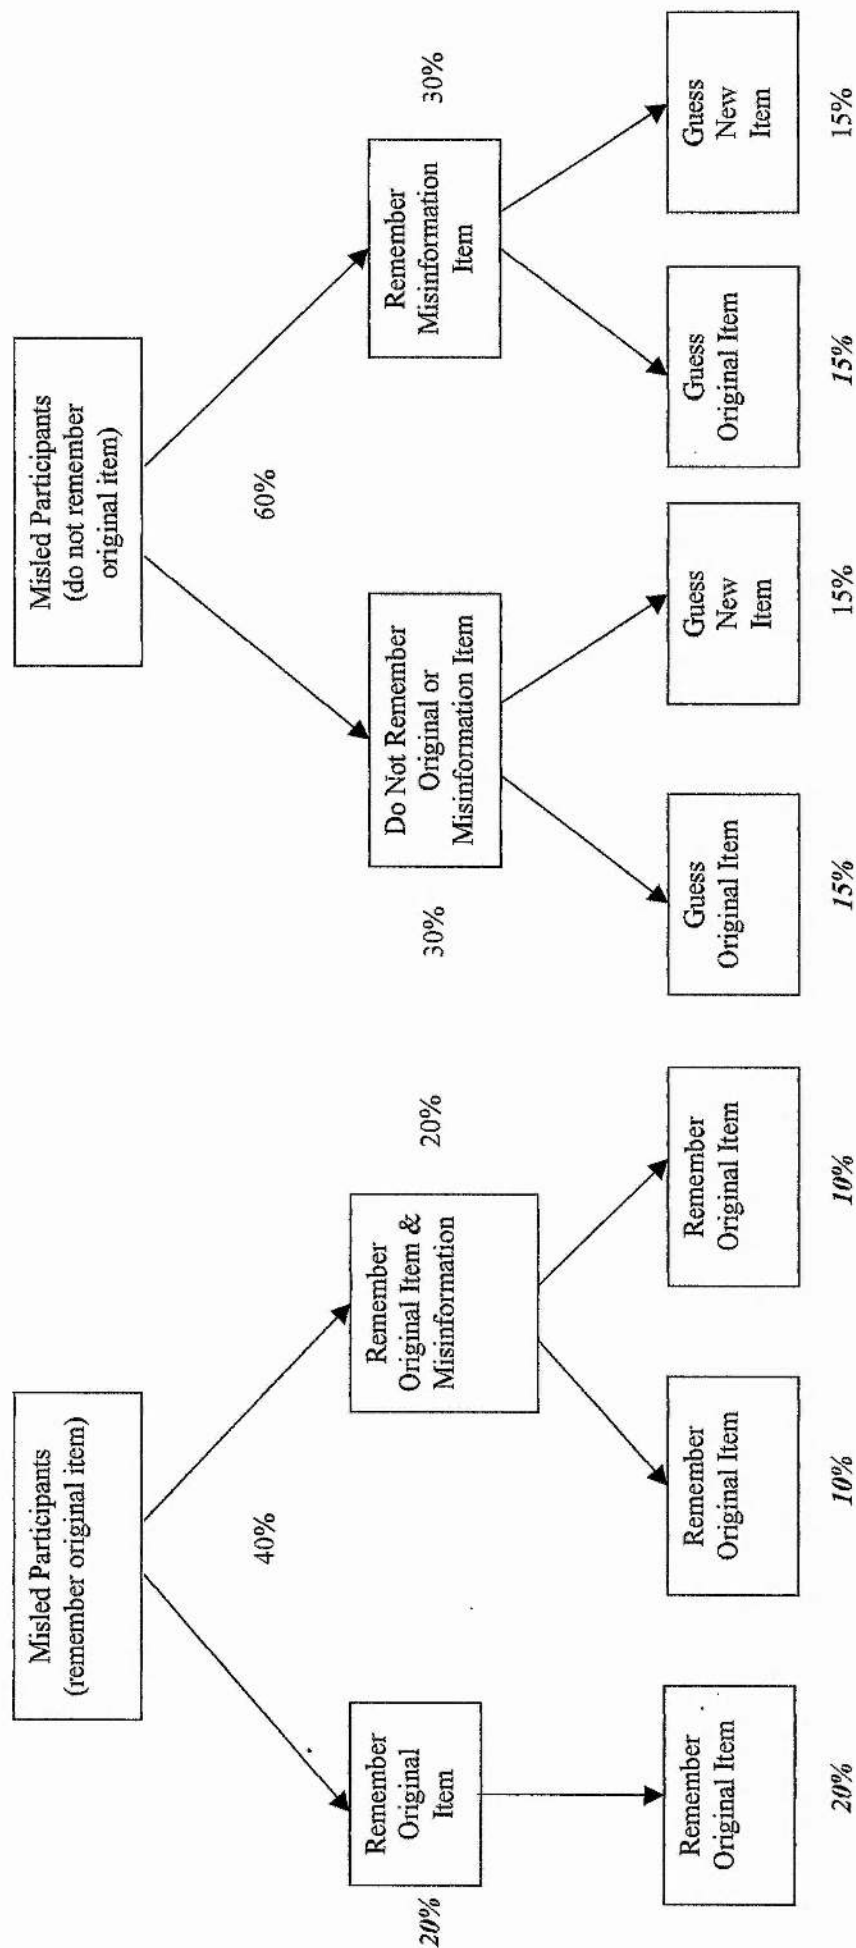 Misled Participants
(remember original item)
Misled Participants
(do not remember
original item)
40%
60%
20%
Remember
Original
Item
Remember
Original Item &
Misinformation
20%
30%
Do Not Remember
Original or
Misinformation Item
Remember
Misinformation
Item
30%
Remember
Original Item
Remember
Original Item
Remember
Original Item
Guess
Original Item
Guess
New
Item
Guess
Original Item
Guess
New
Item
20%
10%
10%
15%
15%
15%
15%